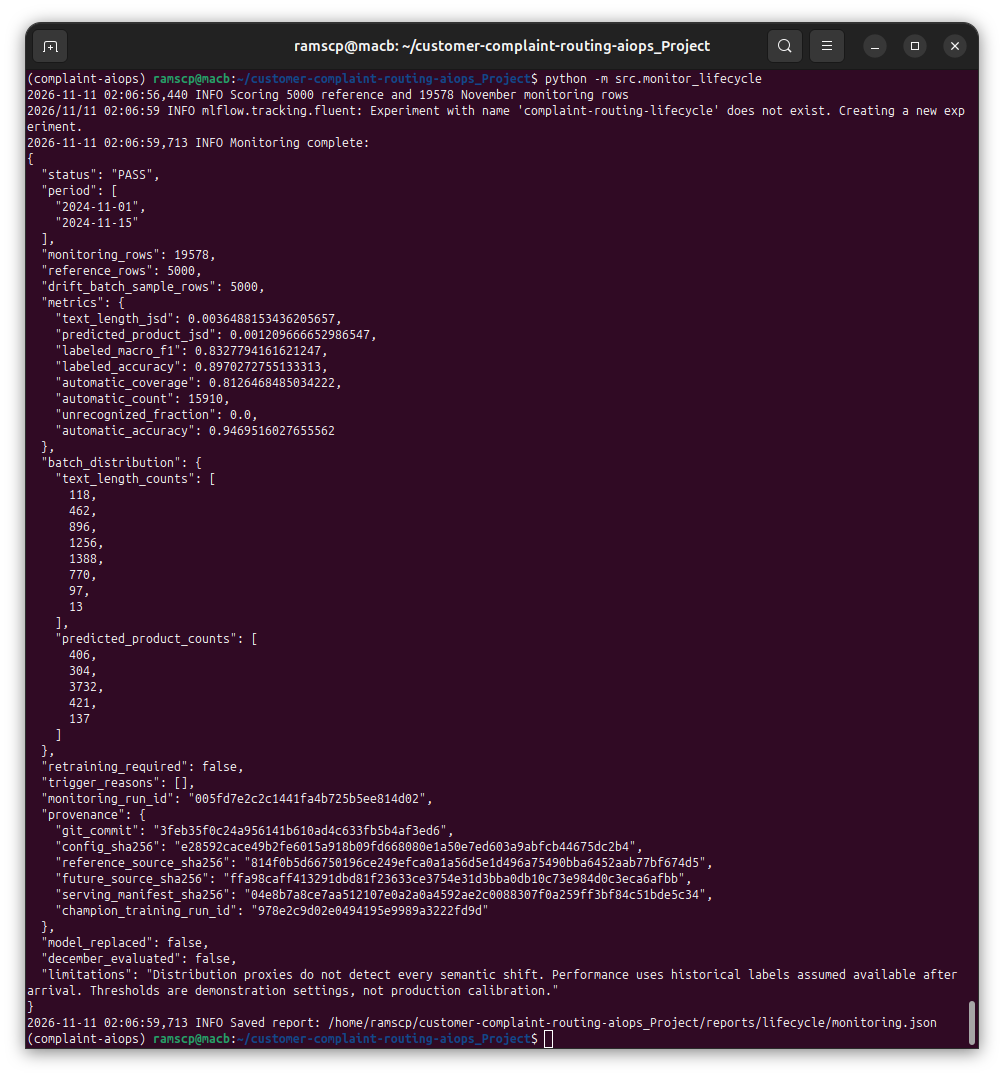 ramscp@macb: ~/customer-complaint-routing-aiops_Project
(complaint-aiops) ramscp@macb:~/customer-complaint-routing-aiops_Project$ python -m src.monitor_lifecycle
2026-11-11 02:06:56,440 INFO Scoring 5000 reference and 19578 November monitoring rows
2026/11/11 02:06:59 INFO mlflow.tracking.fluent: Experiment with name 'complaint-routing-lifecycle' does not exist. Creating a new exp
eriment.
2026-11-11 02:06:59,713 INFO Monitoring complete:
{
  "status": "PASS",
  "period": [
    "2024-11-01",
    "2024-11-15"
  ],
  "monitoring_rows": 19578,
  "reference_rows": 5000,
  "drift_batch_sample_rows": 5000,
  "metrics": {
    "text_length_jsd": 0.0036488153436205657,
    "predicted_product_jsd": 0.001209666652986547,
    "labeled_macro_f1": 0.8327794161621247,
    "labeled_accuracy": 0.8970272755133313,
    "automatic_coverage": 0.8126468485034222,
    "automatic_count": 15910,
    "unrecognized_fraction": 0.0,
    "automatic_accuracy": 0.9469516027655562
  },
  "batch_distribution": {
    "text_length_counts": [
      118,
      462,
      896,
      1256,
      1388,
      770,
      97,
      13
    ],
    "predicted_product_counts": [
      406,
      304,
      3732,
      421,
      137
    ]
  },
  "retraining_required": false,
  "trigger_reasons": [],
  "monitoring_run_id": "005fd7e2c2c1441fa4b725b5ee814d02",
  "provenance": {
    "git_commit": "3feb35f0c24a956141b610ad4c633fb5b4af3ed6",
    "config_sha256": "e28592cace49b2fe6015a918b09fd668080e1a50e7ed603a9abfcb44675dc2b4",
    "reference_source_sha256": "814f0b5d66750196ce249efca0a1a56d5e1d496a75490bba6452aab77bf674d5",
    "future_source_sha256": "ffa98caff413291dbd81f23633ce3754e31d3bba0db10c73e984d0c3eca6afbb",
    "serving_manifest_sha256": "04e8b7a8ce7aa512107e0a2a0a4592ae2c0088307f0a259ff3bf84c51bde5c34",
    "champion_training_run_id": "978e2c9d02e0494195e9989a3222fd9d"
  },
  "model_replaced": false,
  "december_evaluated": false,
  "limitations": "Distribution proxies do not detect every semantic shift. Performance uses historical labels assumed available after
arrival. Thresholds are demonstration settings, not production calibration."
}
2026-11-11 02:06:59,713 INFO Saved report: /home/ramscp/customer-complaint-routing-aiops_Project/reports/lifecycle/monitoring.json
(complaint-aiops) ramscp@macb:~/customer-complaint-routing-aiops_Project$